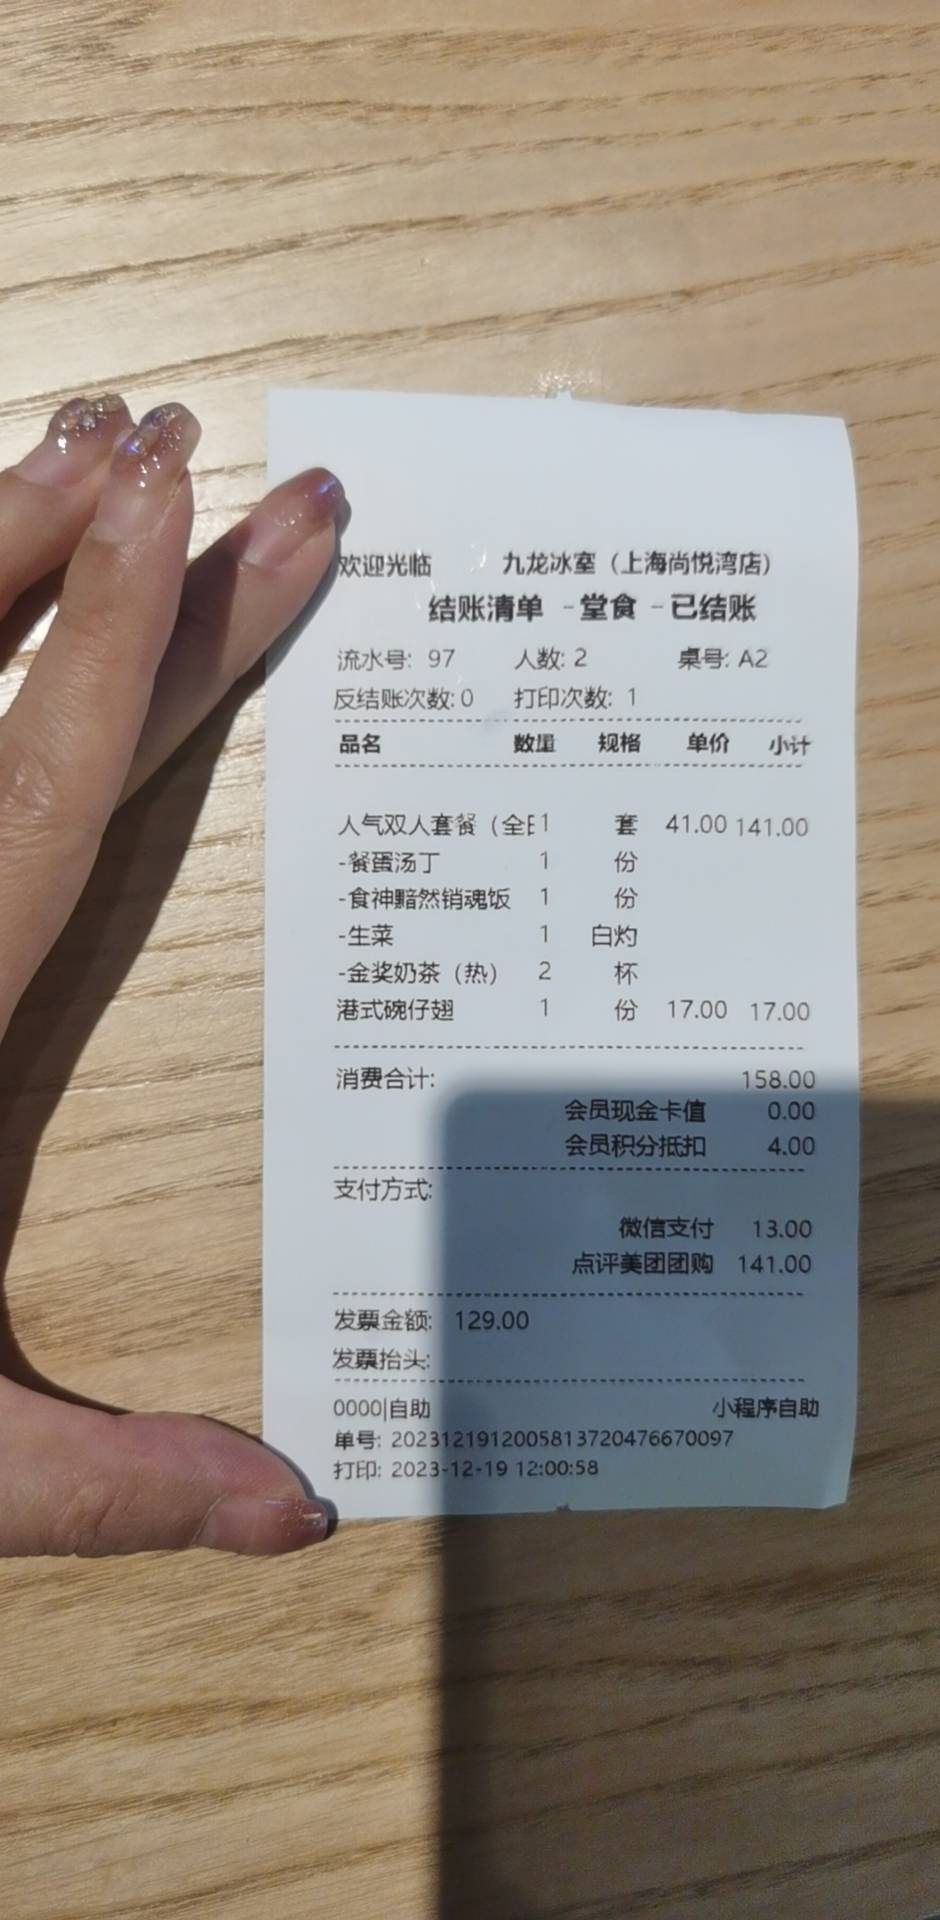 欢迎光临 九龙冰室（上海尚悦湾店）
结账清单 -堂食 -已结账
流水号: 97 人数: 2 桌号: A2
反结账次数: 0 打印次数: 1
品名 数量 规格 单价 小计
人气双人套餐（全日1 套 41.00 141.00
-餐蛋汤丁 1 份
-食神黯然销魂饭 1 份
-生菜 1 白灼
-金奖奶茶（热） 2 杯
港式碗仔翅 1 份 17.00 17.00
消费合计: 158.00
会员现金卡值 0.00
会员积分抵扣 4.00
支付方式:
微信支付 13.00
点评美团团购 141.00
发票金额: 129.00
发票抬头:
0000|自助 小程序自助
单号: 2023121912005813720476670097
打印: 2023-12-19 12:00:58